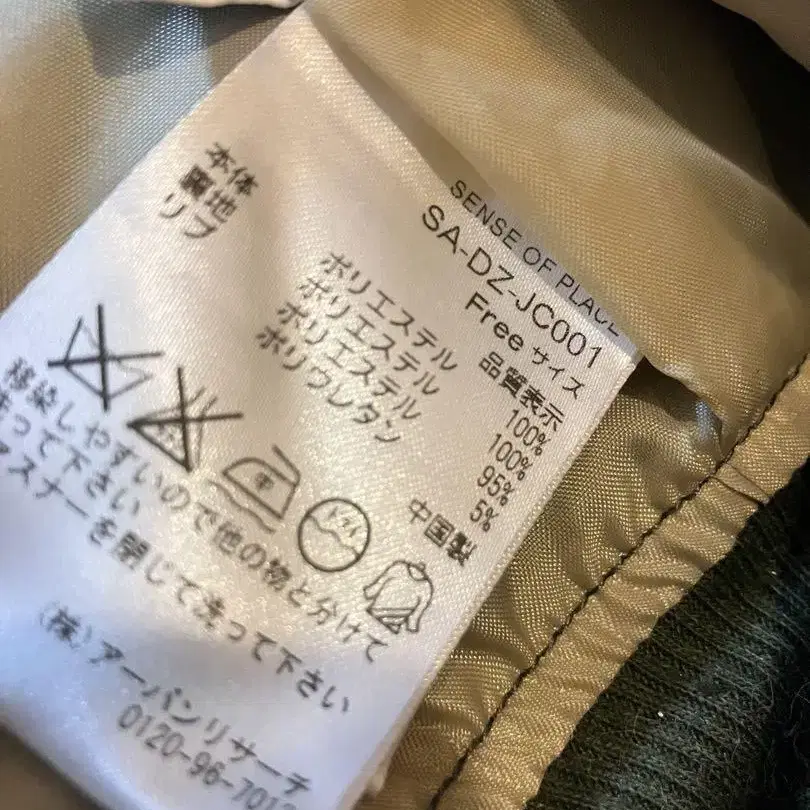 SENSE OF PLACE
SA-DZ-JC001
Free サイズ
品質表示
本体 ポリエステル 100%
裏地 ポリエステル 100%
リブ ポリエステル 95%
ポリウレタン 5%
中国製
中
ドライ
移染しやすいので他の物と分けて
洗って下さい
ファスナーを閉じて洗って下さい
(株)アーバンリサーチ
0120-96-7012